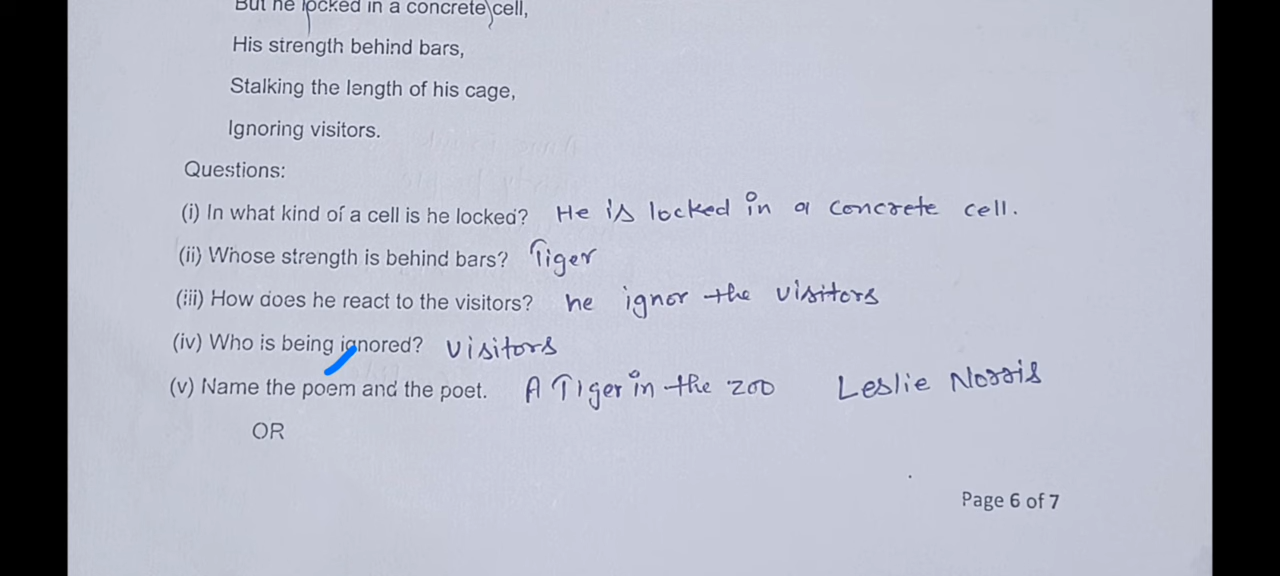 But he locked in a concrete cell,
His strength behind bars,
Stalking the length of his cage,
Ignoring visitors.
Questions:
(i) In what kind of a cell is he locked? He is locked in a concrete cell.
(ii) Whose strength is behind bars? Tiger
(iii) How does he react to the visitors? he ignor the visitors
(iv) Who is being ignored? visitors
(v) Name the poem and the poet. A Tiger in the zoo Leslie Norris
OR
Page 6 of 7